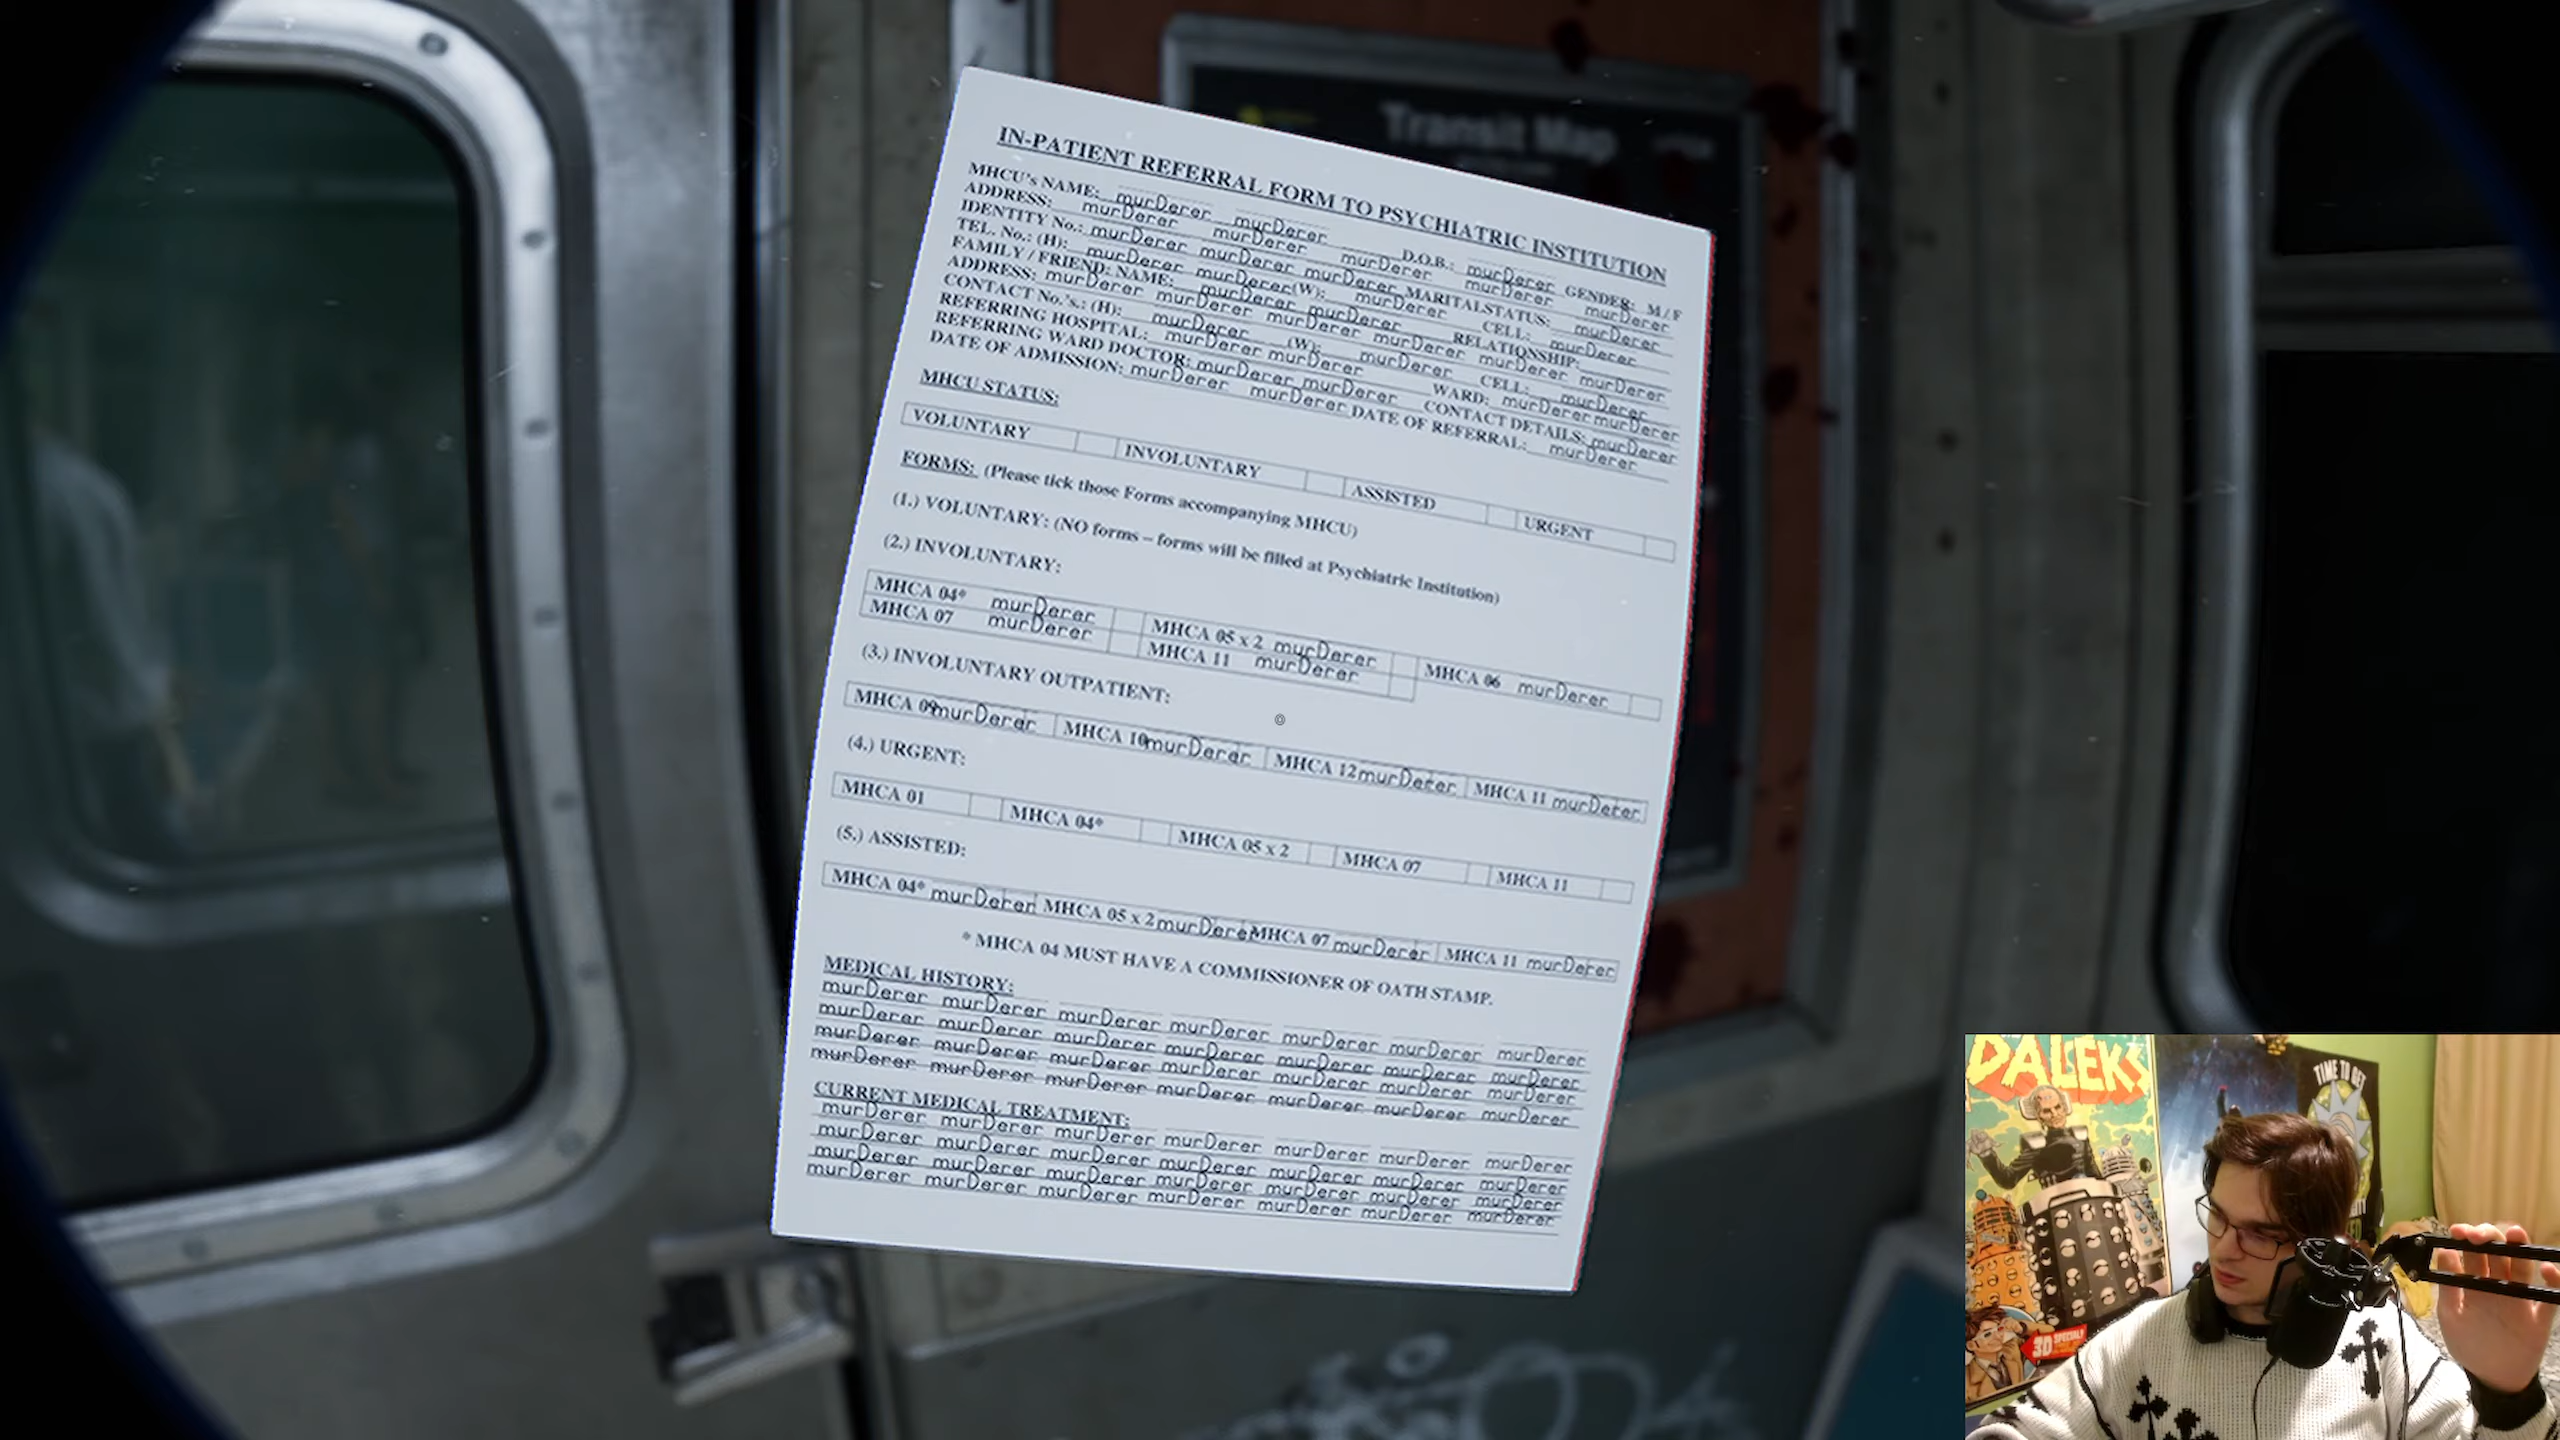 Transit Map
IN-PATIENT REFERRAL FORM TO PSYCHIATRIC INSTITUTION
MHCU's NAME: murDerer murDerer D.O.B.: murDerer GENDER: M / F
ADDRESS: murDerer murDerer murDerer murDerer murDerer
IDENTITY No.: murDerer murDerer murDerer MARITALSTATUS: murDerer
TEL. No.: (H): murDerer murDerer (W): murDerer CELL: murDerer
FAMILY / FRIEND: NAME: murDerer murDerer RELATIONSHIP:
ADDRESS: murDerer murDerer murDerer murDerer murDerer murDerer
CONTACT No.'s.: (H): murDerer (W): murDerer CELL: murDerer
REFERRING HOSPITAL: murDerer murDerer WARD: murDerer murDerer
REFERRING WARD DOCTOR: murDerer murDerer CONTACT DETAILS: murDerer
DATE OF ADMISSION: murDerer murDerer DATE OF REFERRAL: murDerer
MHCU STATUS:
VOLUNTARY INVOLUNTARY ASSISTED URGENT
FORMS: (Please tick those Forms accompanying MHCU)
(1.) VOLUNTARY: (NO forms – forms will be filled at Psychiatric Institution)
(2.) INVOLUNTARY:
MHCA 04* murDerer MHCA 05 x 2 murDerer MHCA 06 murDerer
MHCA 07 murDerer MHCA 11 murDerer
(3.) INVOLUNTARY OUTPATIENT:
MHCA 09 murDerer MHCA 10 murDerer MHCA 12 murDerer MHCA 11 murDerer
(4.) URGENT:
MHCA 01 MHCA 04* MHCA 05 x 2 MHCA 07 MHCA 11
(5.) ASSISTED:
MHCA 04* murDerer MHCA 05 x 2 murDerer MHCA 07 murDerer MHCA 11 murDerer
* MHCA 04 MUST HAVE A COMMISSIONER OF OATH STAMP.
MEDICAL HISTORY:
murDerer murDerer murDerer murDerer murDerer murDerer murDerer
murDerer murDerer murDerer murDerer murDerer murDerer murDerer
murDerer murDerer murDerer murDerer murDerer murDerer murDerer
murDerer murDerer murDerer murDerer murDerer murDerer murDerer
CURRENT MEDICAL TREATMENT:
murDerer murDerer murDerer murDerer murDerer murDerer murDerer
murDerer murDerer murDerer murDerer murDerer murDerer murDerer
murDerer murDerer murDerer murDerer murDerer murDerer murDerer
murDerer murDerer murDerer murDerer murDerer murDerer murDerer
DALEKS
TIME TO GET
3D
SPECIAL!